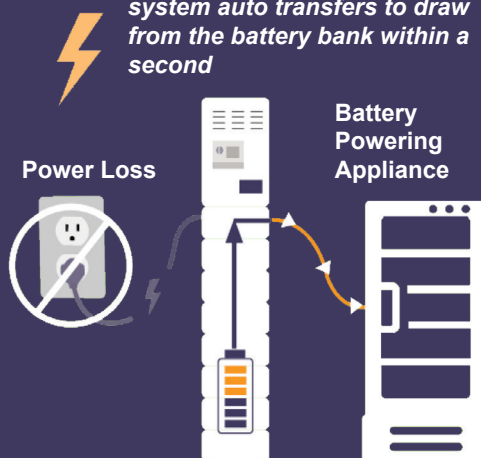 system auto transfers to draw
from the battery bank within a
second
Power Loss
Battery
Powering
Appliance